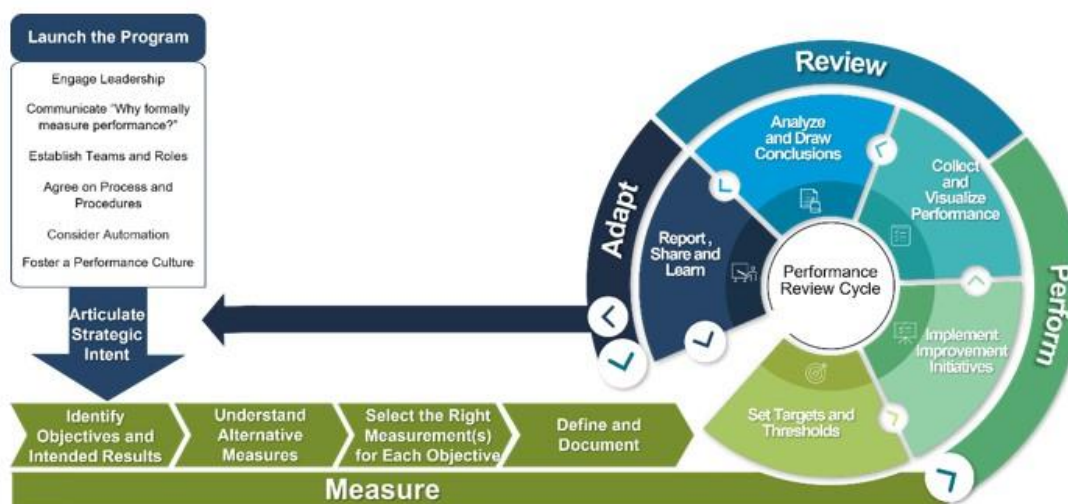 Launch the Program
Engage Leadership
Communicate "Why formally
measure performance?"
Establish Teams and Roles
Agree on Process and
Procedures
Consider Automation
Foster a Performance Culture
Articulate
Strategic
Intent
Identify
Objectives and
Intended Results
Understand
Alternative
Measures
Select the Right
Measurement(s)
for Each Objective
Define and
Document
Measure
Set Targets and
Thresholds
Implement
Improvement
Initiatives
Collect
and
Visualize
Performance
Analyze
and Draw
Conclusions
Report,
Share and
Learn
Performance
Review Cycle
Perform
Review
Adapt